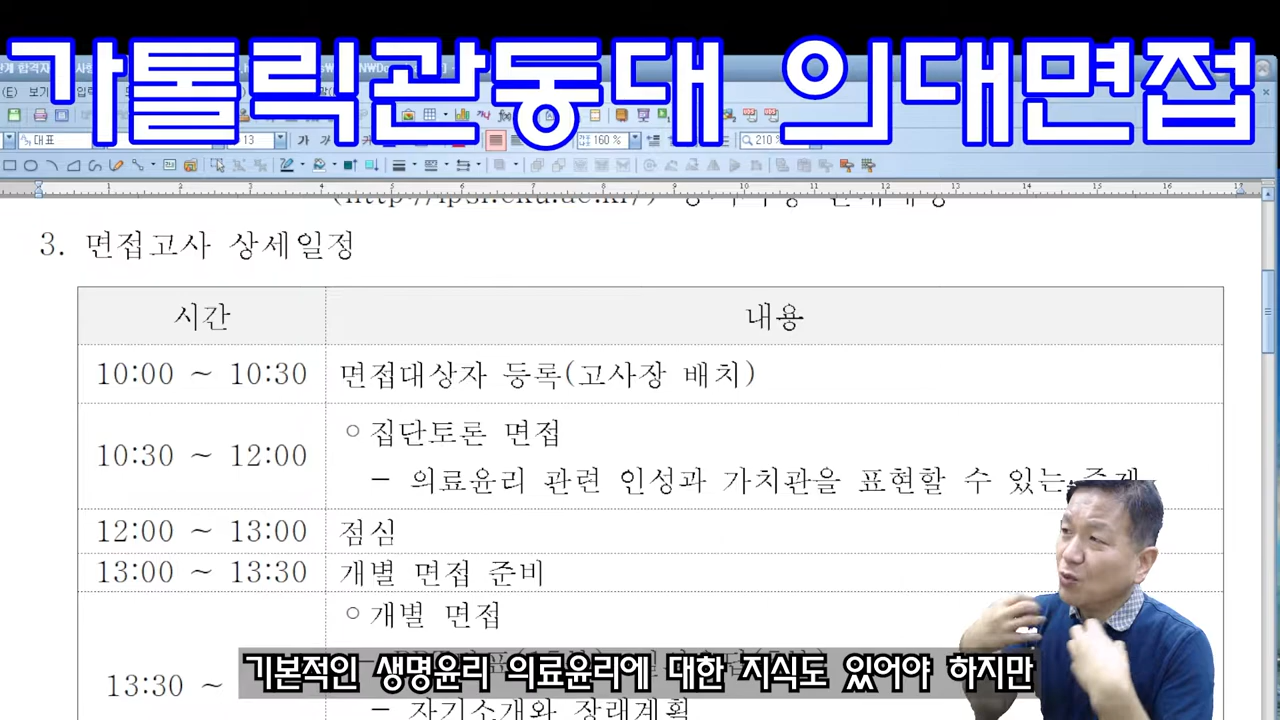 가톨릭관동대 의대면접
대표
13
160 %
210 %
3. 면접고사 상세일정
시간 내용
10:00 ~ 10:30 면접대상자 등록(고사장 배치)
10:30 ~ 12:00 ○집단토론 면접
- 의료윤리 관련 인성과 가치관을 표현할 수 있는
12:00 ~ 13:00 점심
13:00 ~ 13:30 개별 면접 준비
○개별 면접
13:30 ~
기본적인 생명윤리 의료윤리에 대한 지식도 있어야 하지만
- 자기소개와 장래계획